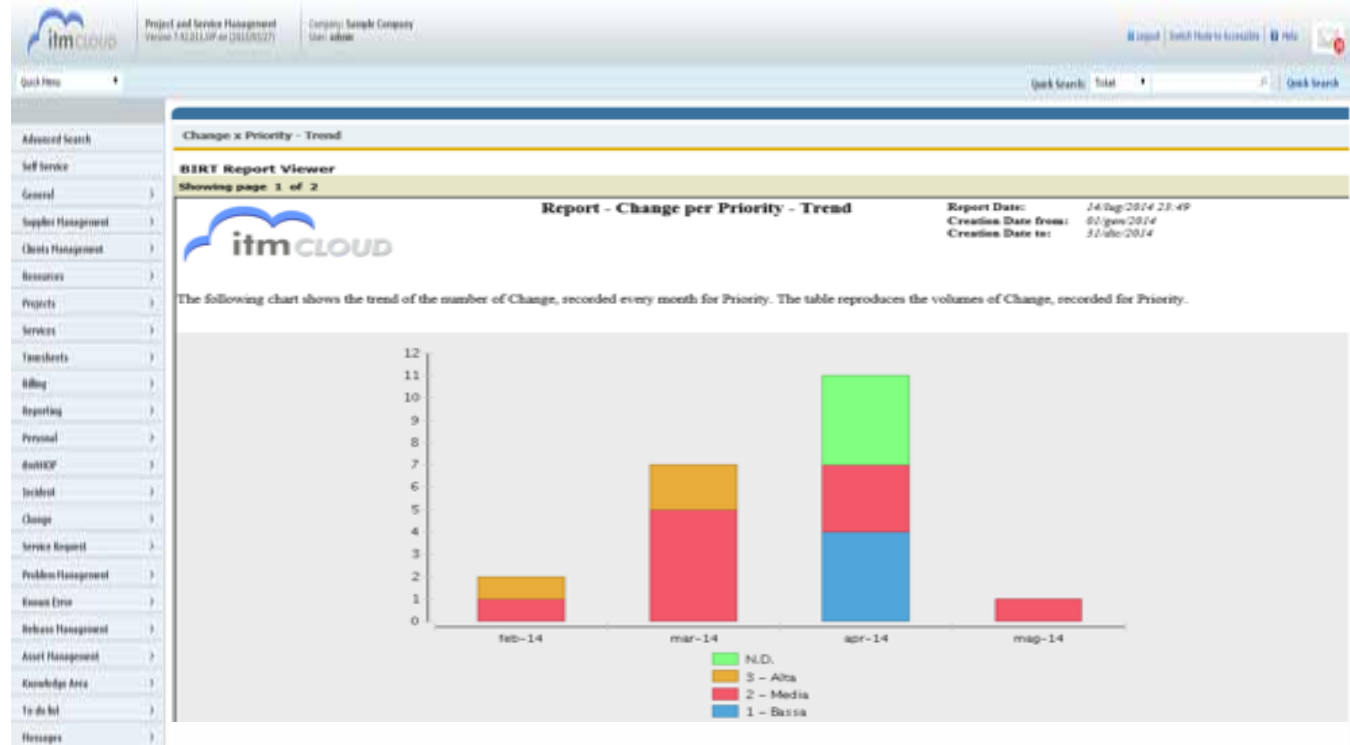 itmcloud
Project and Service Management
Company: Sample Company
User: admin
Logout | Switch Mode to Accessible | Help
Quick Menu
Quick Search: Ticket
Quick Search
Advanced Search
Self Service
General
Supplier Management
Clients Management
Resources
Projects
Services
Timesheets
Billing
Reporting
Personal
Incident
Change
Service Request
Problem Management
Known Error
Release Management
Asset Management
Knowledge Area
To do list
Messages
Change x Priority - Trend
BIRT Report Viewer
Showing page 1 of 2
itmCLOUD
Report - Change per Priority - Trend
Report Date: 14/lug/2014 23:49
Creation Date from: 01/gen/2014
Creation Date to: 31/dic/2014
The following chart shows the trend of the number of Change, recorded every month for Priority. The table reproduces the volumes of Change, recorded for Priority.
12
11
10
9
8
7
6
5
4
3
2
1
0
feb-14 mar-14 apr-14 mag-14
N.D.
3 - Alta
2 - Media
1 - Bassa